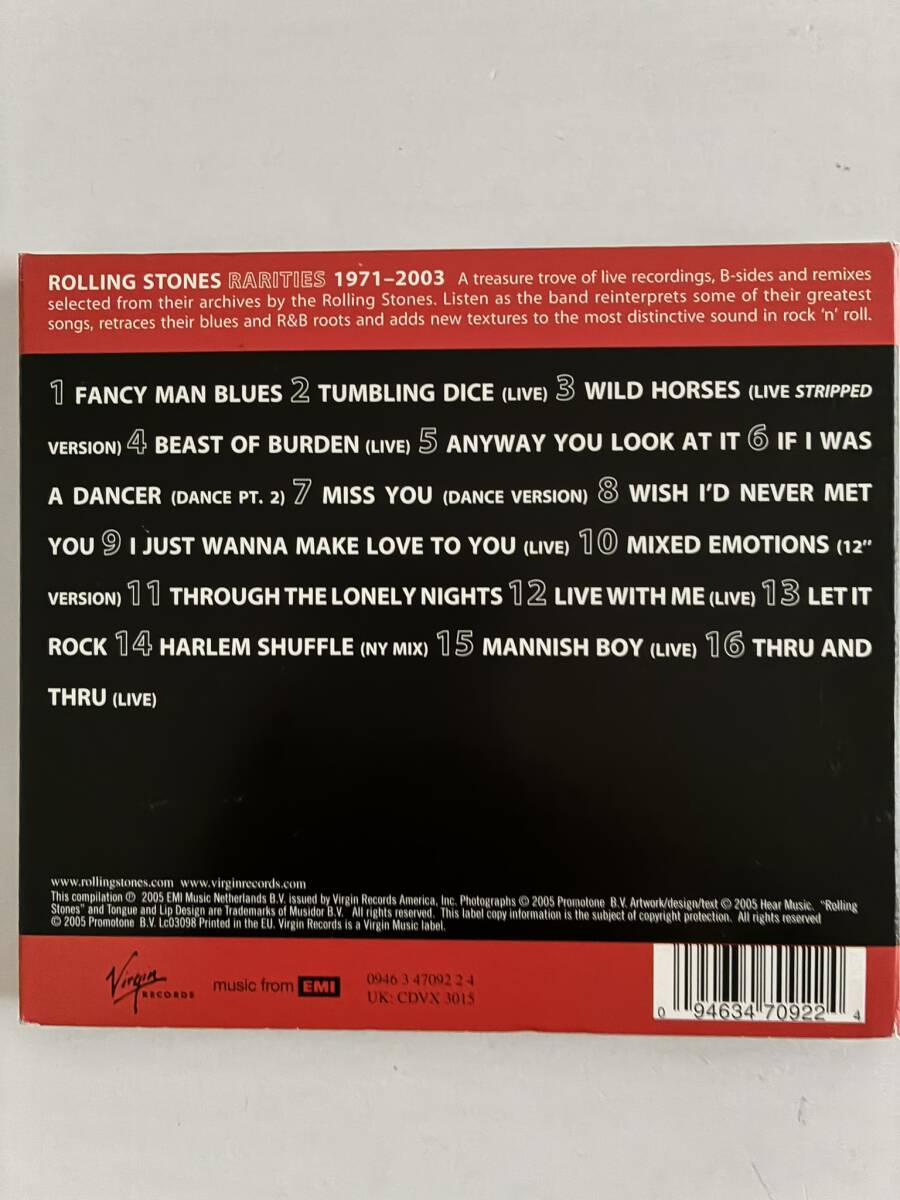 ROLLING STONES RARITIES 1971–2003 A treasure trove of live recordings, B-sides and remixes
selected from their archives by the Rolling Stones. Listen as the band reinterprets some of their greatest
songs, retraces their blues and R&B roots and adds new textures to the most distinctive sound in rock 'n' roll.
1 FANCY MAN BLUES 2 TUMBLING DICE (LIVE) 3 WILD HORSES (LIVE STRIPPED
VERSION) 4 BEAST OF BURDEN (LIVE) 5 ANYWAY YOU LOOK AT IT 6 IF I WAS
A DANCER (DANCE PT. 2) 7 MISS YOU (DANCE VERSION) 8 WISH I'D NEVER MET
YOU 9 I JUST WANNA MAKE LOVE TO YOU (LIVE) 10 MIXED EMOTIONS (12"
VERSION) 11 THROUGH THE LONELY NIGHTS 12 LIVE WITH ME (LIVE) 13 LET IT
ROCK 14 HARLEM SHUFFLE (NY MIX) 15 MANNISH BOY (LIVE) 16 THRU AND
THRU (LIVE)
www.rollingstones.com www.virginrecords.com
This compilation ℗ 2005 EMI Music Netherlands B.V. issued by Virgin Records America, Inc. Photographs © 2005 Promotone B.V. Artwork/design/text © 2005 Hear Music. "Rolling
Stones" and Tongue and Lip Design are Trademarks of Musidor B.V. All rights reserved. This label copy information is the subject of copyright protection. All rights reserved
© 2005 Promotone B.V. Lc03098 Printed in the EU. Virgin Records is a Virgin Music label.
Virgin RECORDS
music from EMI
0946 3 47092 2 4
UK: CDVX 3015
0 94634 70922 4